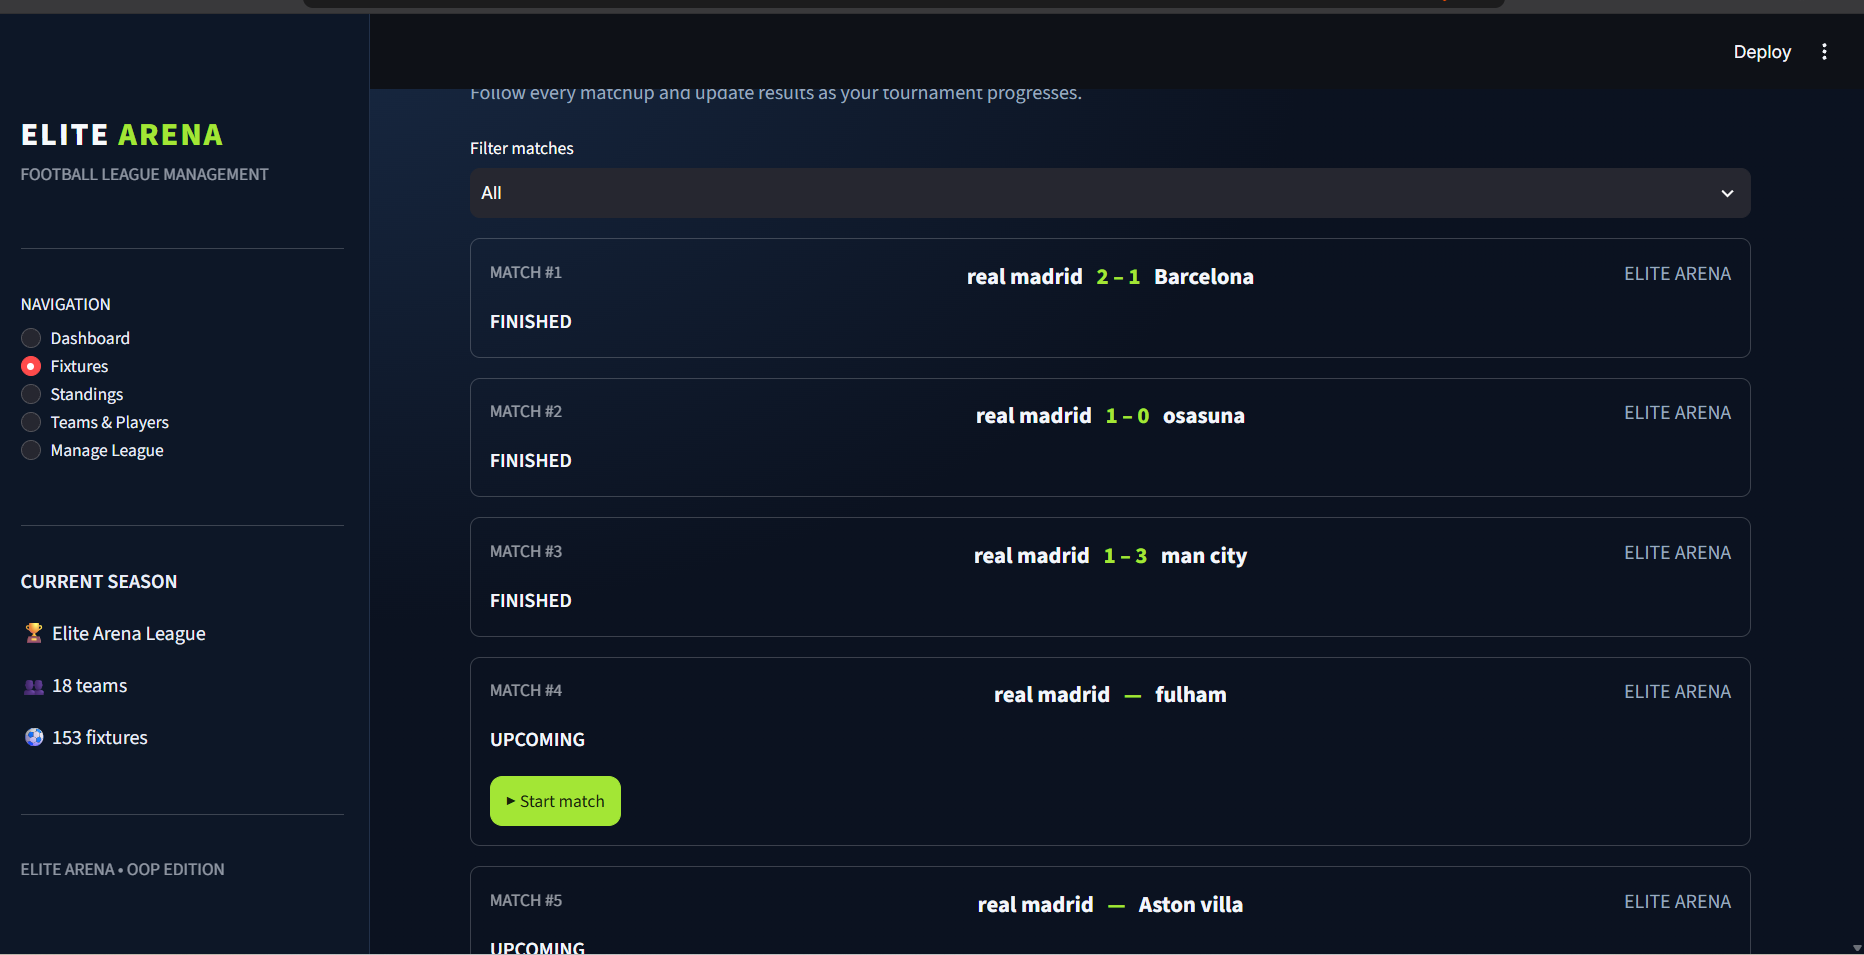 Deploy
ELITE ARENA
FOOTBALL LEAGUE MANAGEMENT
NAVIGATION
Dashboard
Fixtures
Standings
Teams & Players
Manage League
CURRENT SEASON
Elite Arena League
18 teams
153 fixtures
ELITE ARENA • OOP EDITION
Follow every matchup and update results as your tournament progresses.
Filter matches
All
MATCH #1
real madrid 2 – 1 Barcelona
ELITE ARENA
FINISHED
MATCH #2
real madrid 1 – 0 osasuna
ELITE ARENA
FINISHED
MATCH #3
real madrid 1 – 3 man city
ELITE ARENA
FINISHED
MATCH #4
real madrid — fulham
ELITE ARENA
UPCOMING
▶ Start match
MATCH #5
real madrid — Aston villa
ELITE ARENA
UPCOMING